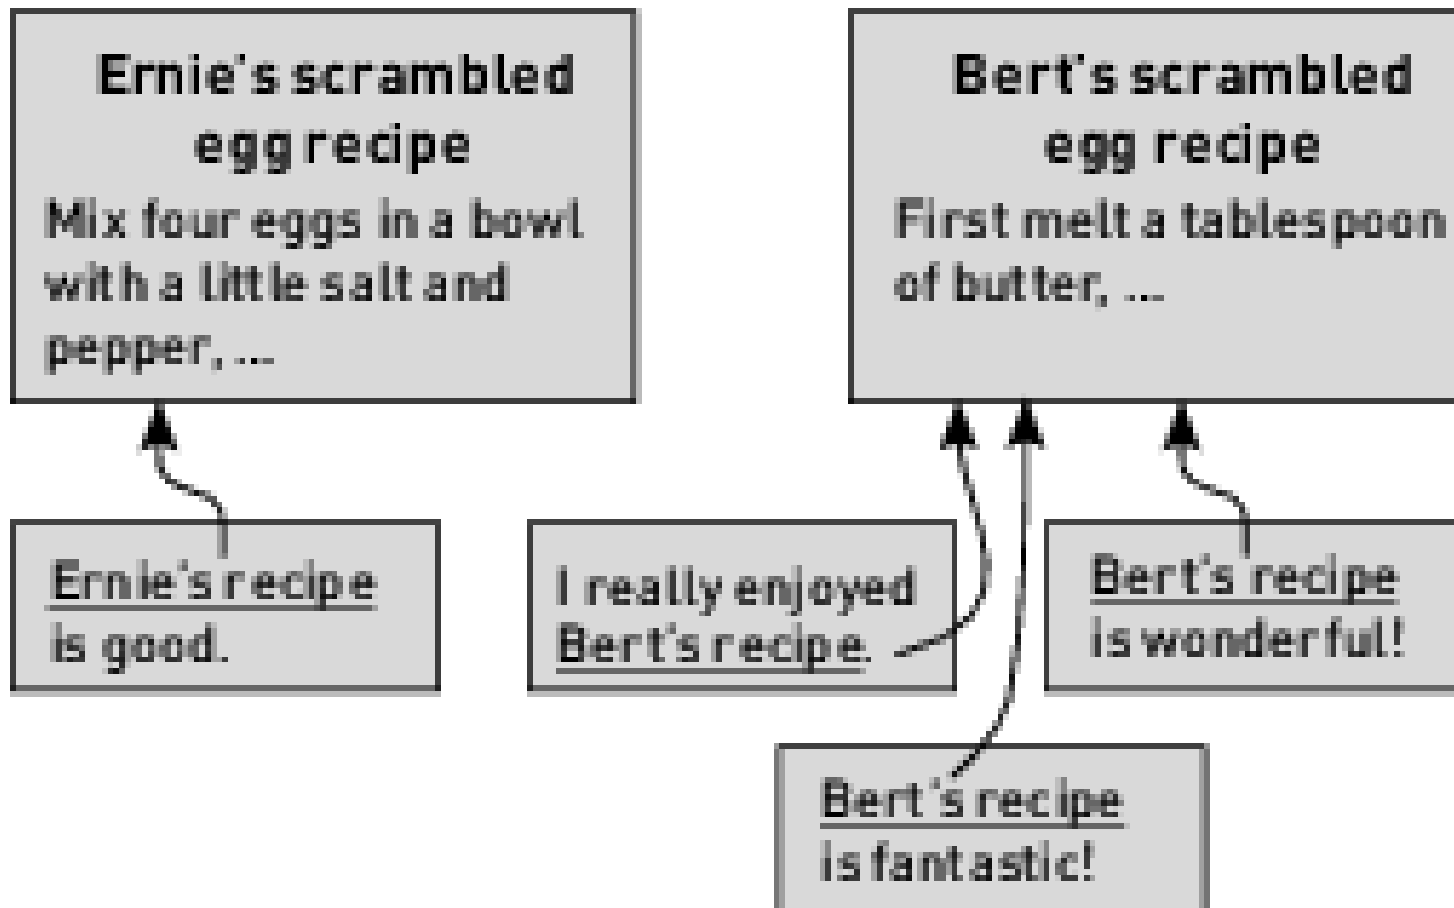 Ernie's scrambled
egg recipe
Mix four eggs in a bowl
with a little salt and
pepper, ...
Bert's scrambled
egg recipe
First melt a tablespoon
of butter, ...
Ernie's recipe
is good.
I really enjoyed
Bert's recipe.
Bert's recipe
is wonderful!
Bert's recipe
is fantastic!